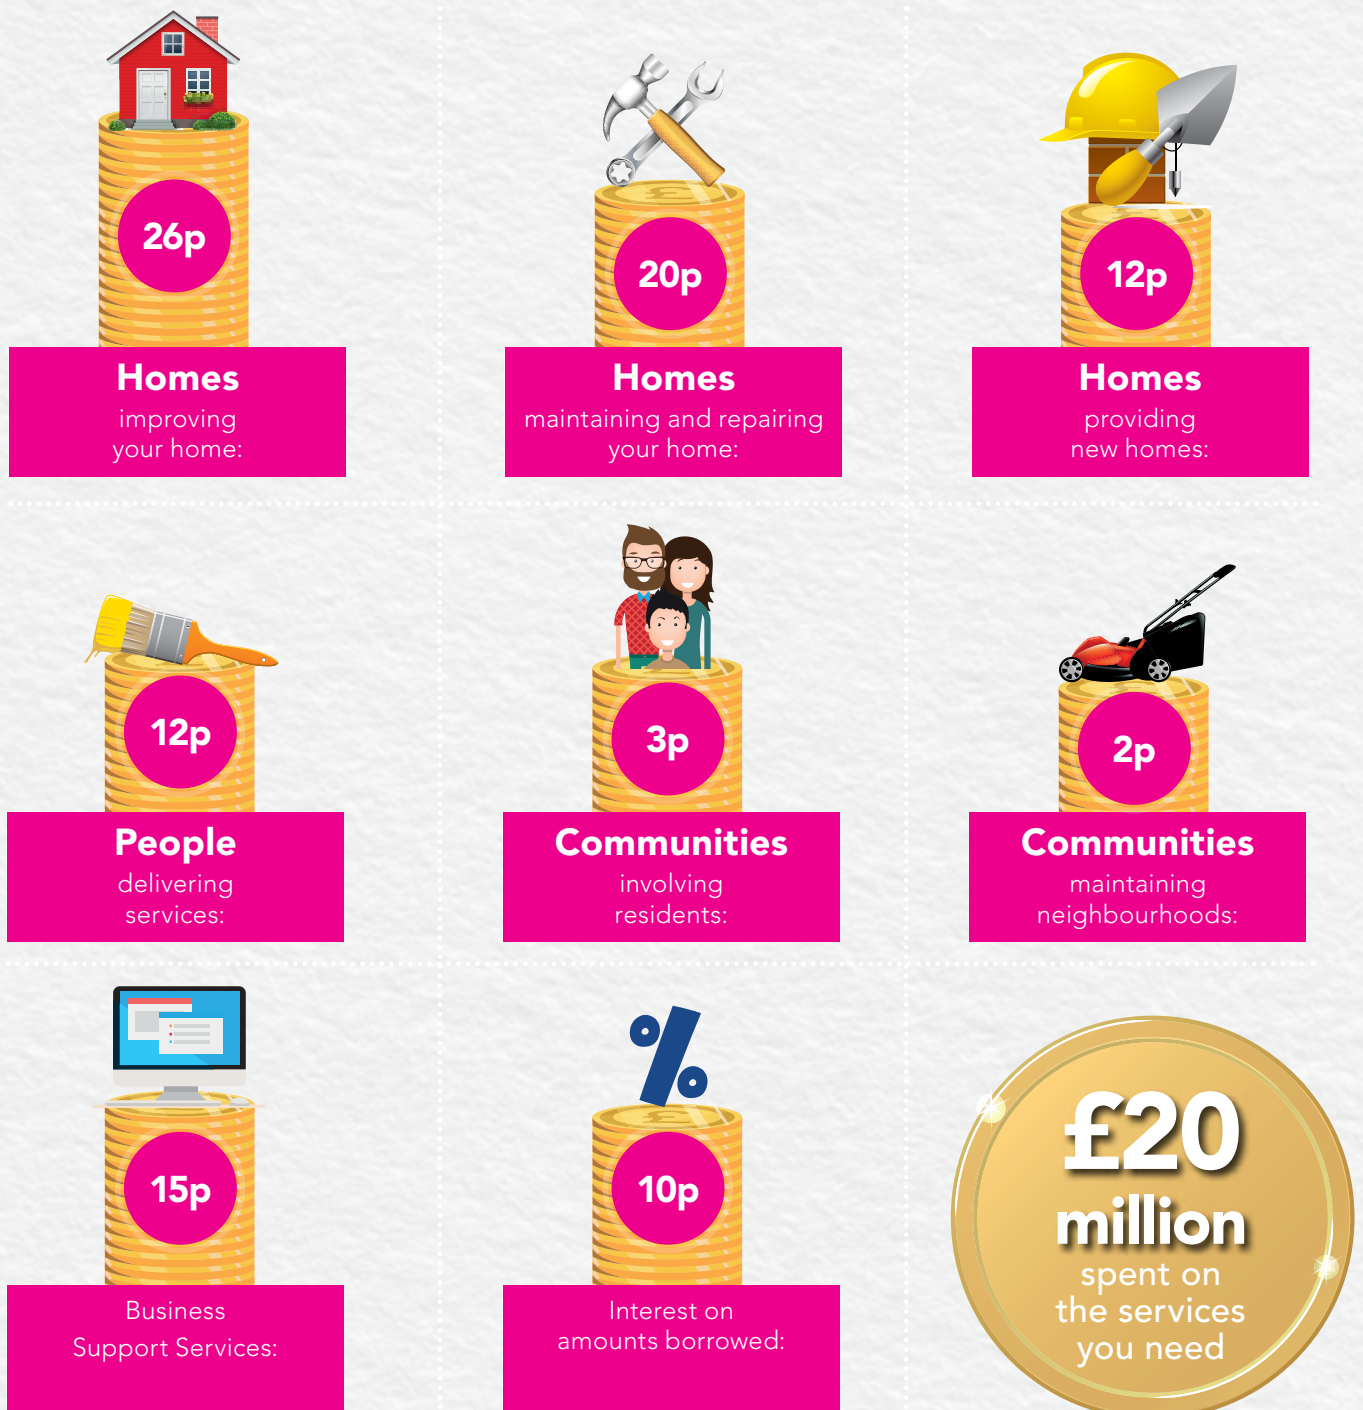 26p
Homes
improving
your home:
20p
Homes
maintaining and repairing
your home:
12p
Homes
providing
new homes:
12p
People
delivering
services:
3p
Communities
involving
residents:
2p
Communities
maintaining
neighbourhoods:
15p
Business
Support Services:
%
10p
Interest on
amounts borrowed:
£20
million
spent on
the services
you need